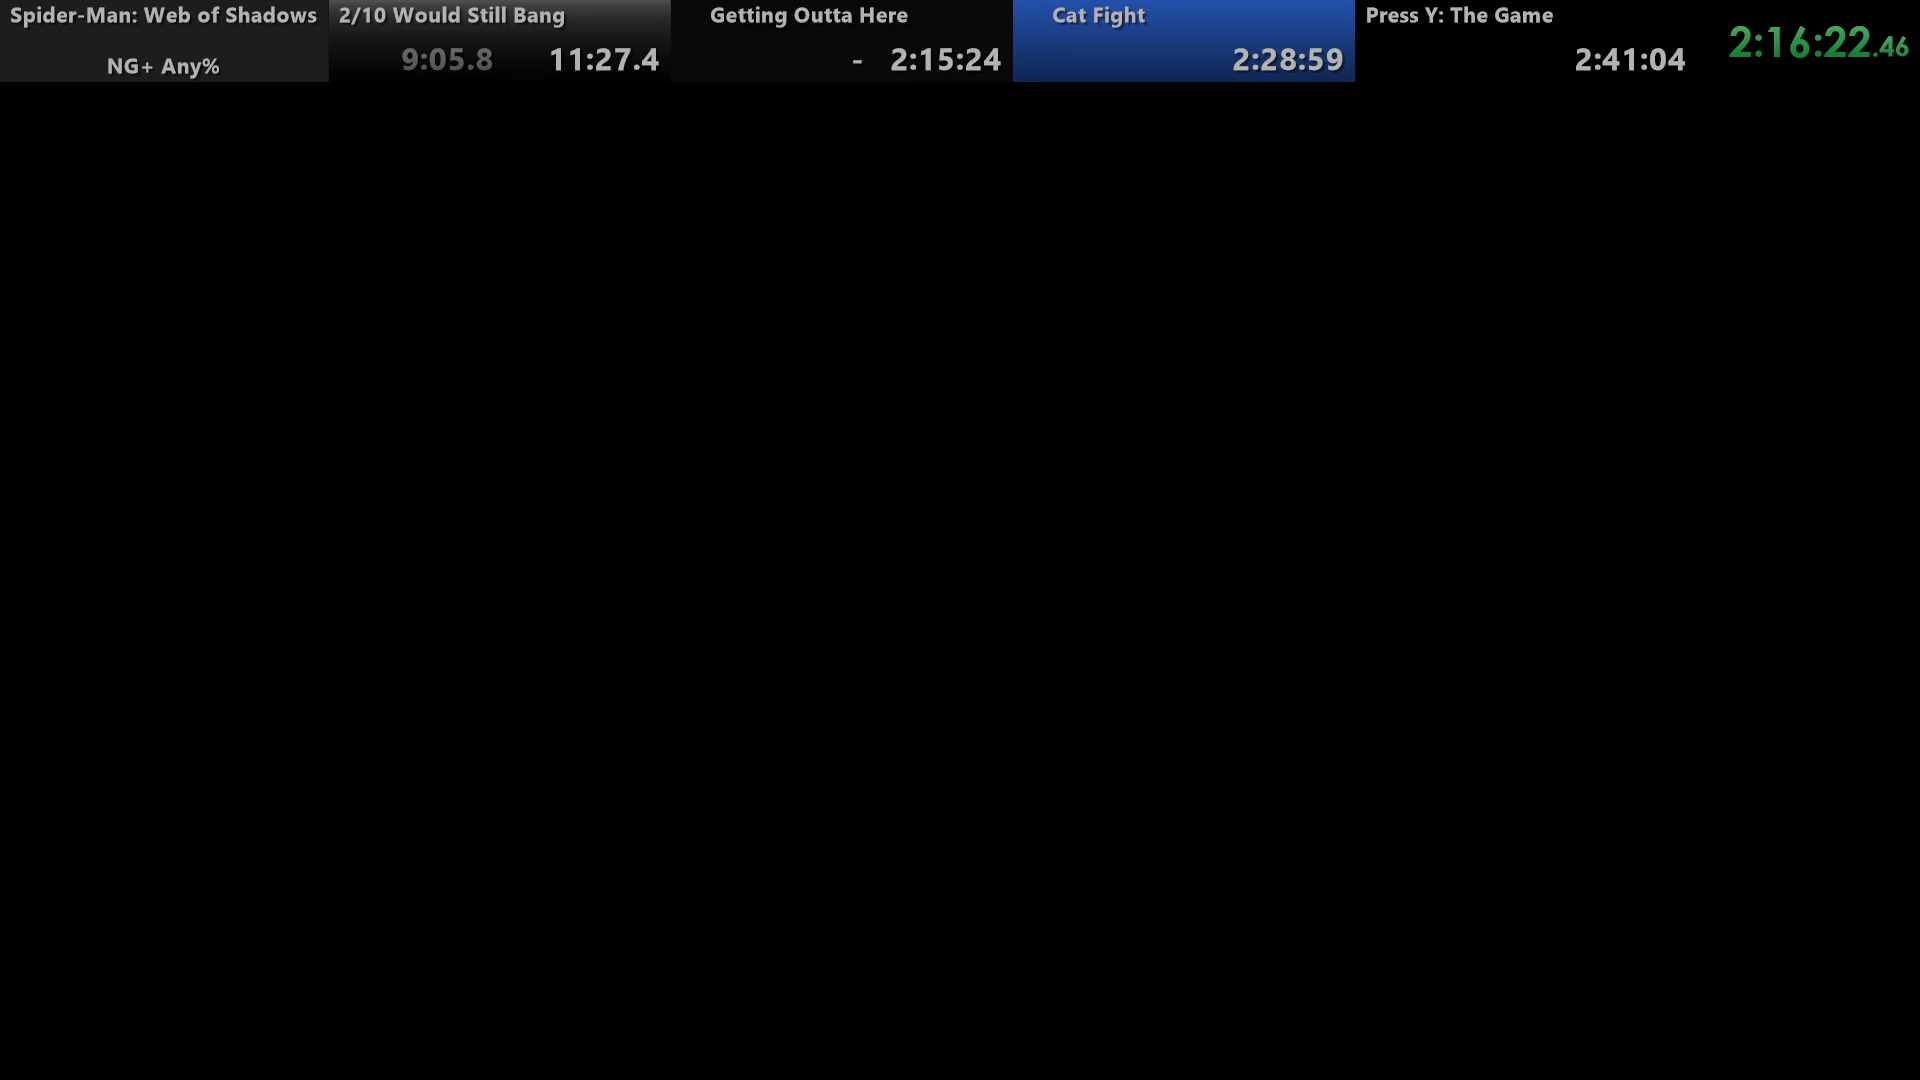 Spider-Man: Web of Shadows
NG+ Any%
2/10 Would Still Bang
9:05.8 11:27.4
Getting Outta Here
- 2:15:24
Cat Fight
2:28:59
Press Y: The Game
2:41:04
2:16:22.46